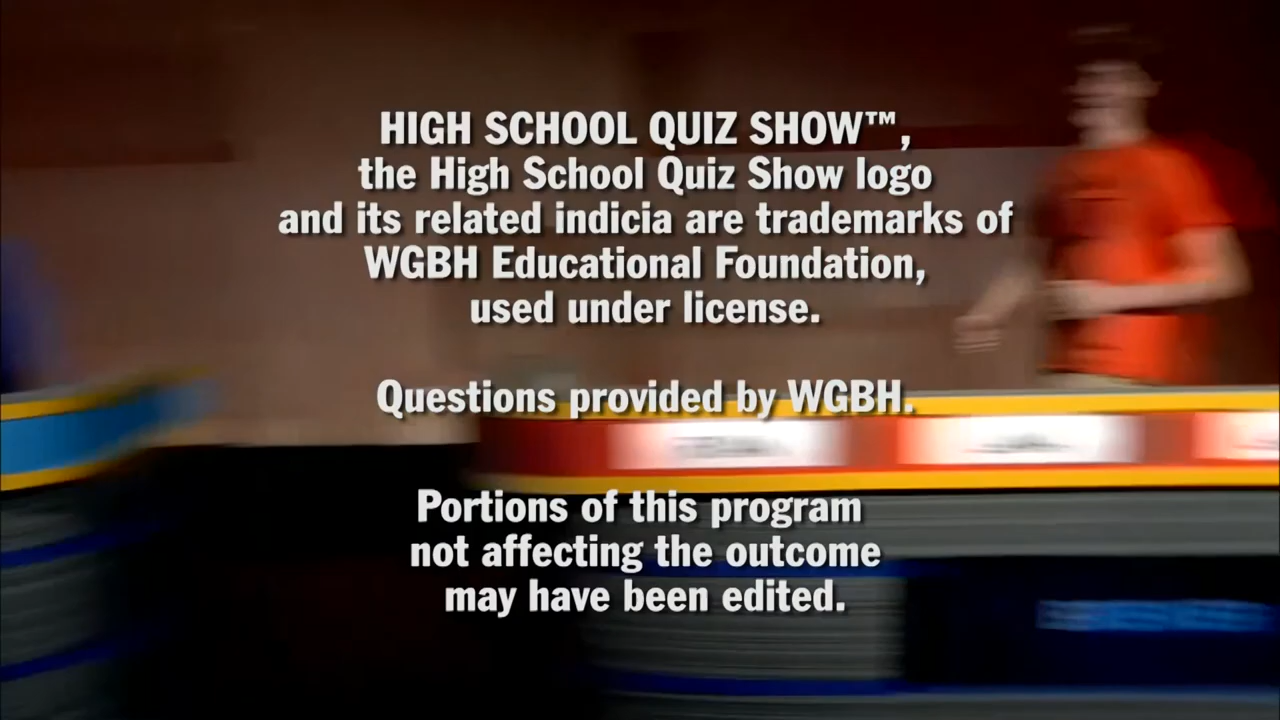 HIGH SCHOOL QUIZ SHOW™,
the High School Quiz Show logo
and its related indicia are trademarks of
WGBH Educational Foundation,
used under license.
Questions provided by WGBH.
Portions of this program
not affecting the outcome
may have been edited.